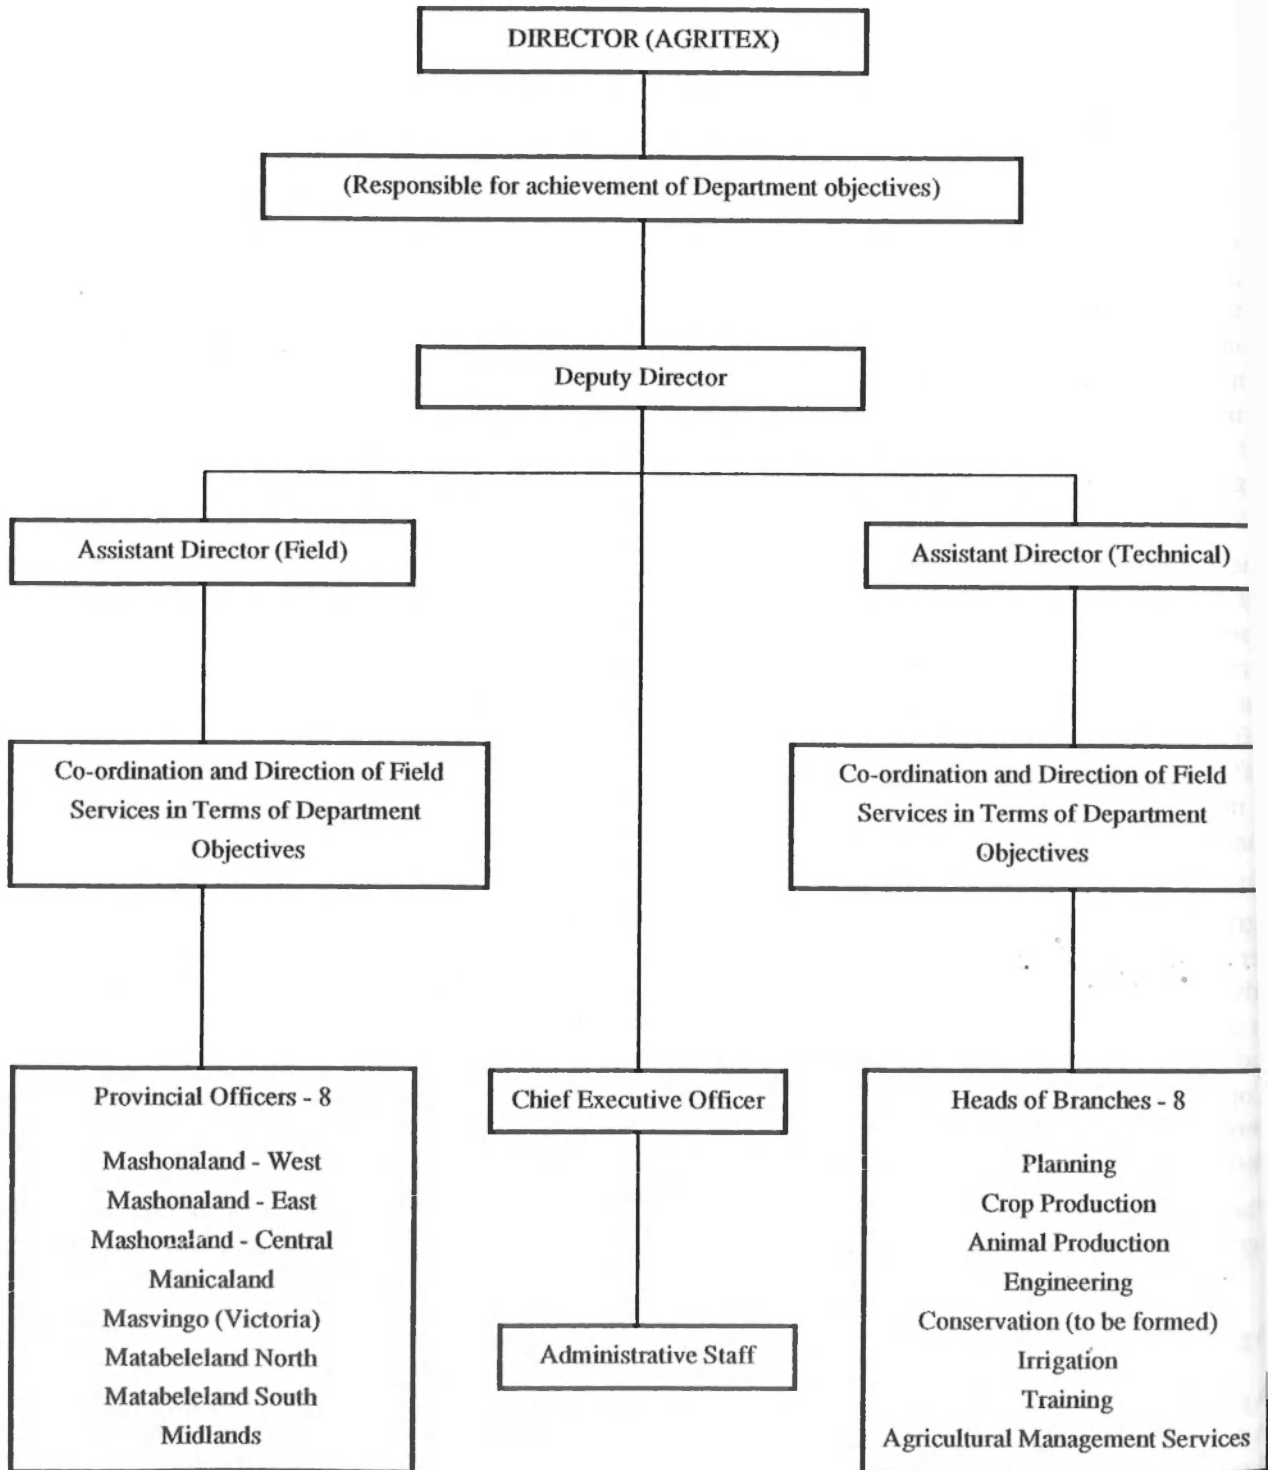 DIRECTOR (AGRITEX)
(Responsible for achievement of Department objectives)
Deputy Director
Assistant Director (Field)
Assistant Director (Technical)
Co-ordination and Direction of Field
Services in Terms of Department
Objectives
Co-ordination and Direction of Field
Services in Terms of Department
Objectives
Provincial Officers - 8
Mashonaland - West
Mashonaland - East
Mashonaland - Central
Manicaland
Masvingo (Victoria)
Matabeleland North
Matabeleland South
Midlands
Chief Executive Officer
Administrative Staff
Heads of Branches - 8
Planning
Crop Production
Animal Production
Engineering
Conservation (to be formed)
Irrigation
Training
Agricultural Management Services